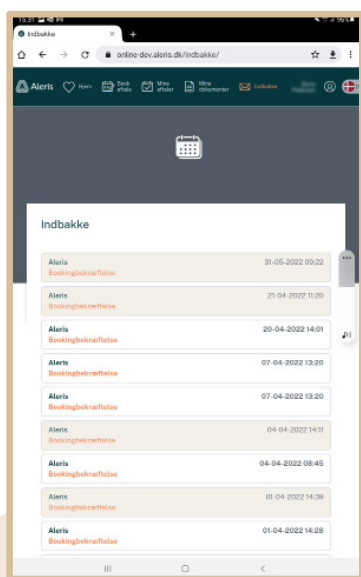 15.31
96%
Indbakke
online-dev.aleris.dk/indbakke/
Aleris
Hjem
Book
aftale
Mine
aftaler
Mine
dokumenter
Indbakke
Indbakke
Aleris 31-05-2022 09:22
Bookingbekræftelse
Aleris 21-04-2022 11:20
Bookingbekræftelse
Aleris 20-04-2022 14:01
Bookingbekræftelse
Aleris 07-04-2022 13:20
Bookingbekræftelse
Aleris 07-04-2022 13:20
Bookingbekræftelse
Aleris 04-04-2022 14:11
Bookingbekræftelse
Aleris 04-04-2022 08:45
Bookingbekræftelse
Aleris 01-04-2022 14:39
Bookingbekræftelse
Aleris 01-04-2022 14:28
Bookingbekræftelse